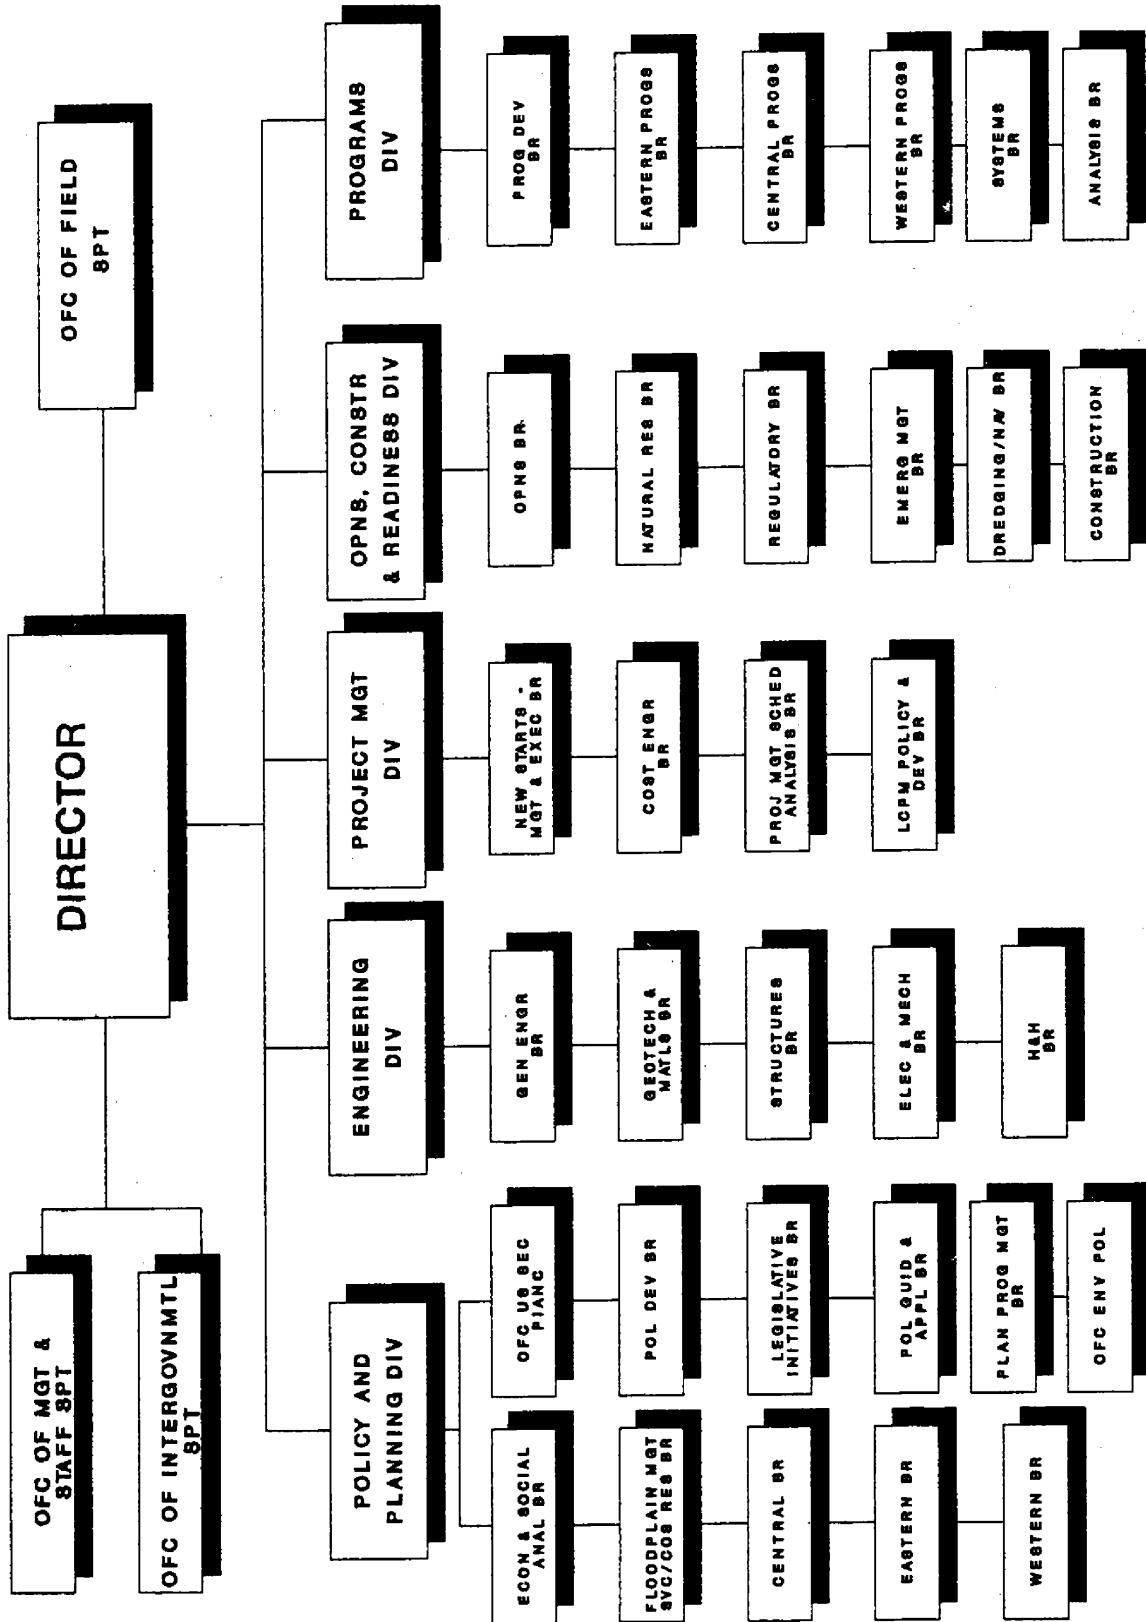 DIRECTOR
OFC OF MGT &
STAFF SPT
OFC OF INTERGOVNMTL
SPT
OFC OF FIELD
SPT
POLICY AND
PLANNING DIV
ENGINEERING
DIV
PROJECT MGT
DIV
OPNS, CONSTR
& READINESS DIV
PROGRAMS
DIV
ECON & SOCIAL
ANAL BR
FLOODPLAIN MGT
SVC/COS RES BR
CENTRAL BR
EASTERN BR
WESTERN BR
OFC US SEC
PIANC
POL DEV BR
LEGISLATIVE
INITIATIVES BR
POL GUID &
APPL BR
PLAN PROG MGT
BR
OFC ENV POL
GEN ENGR
BR
GEOTECH &
MATLS BR
STRUCTURES
BR
ELEC & MECH
BR
H&H
BR
NEW STARTS -
MGT & EXEC BR
COST ENGR
BR
PROJ MGT SCHED
ANALYSIS BR
LCPM POLICY &
DEV BR
OPNS BR.
NATURAL RES BR
REGULATORY BR
EMERG MGT
BR
DREDGING/NAV BR
CONSTRUCTION
BR
PROG DEV
BR
EASTERN PROGS
BR
CENTRAL PROGS
BR
WESTERN PROGS
BR
SYSTEMS
BR
ANALYSIS BR